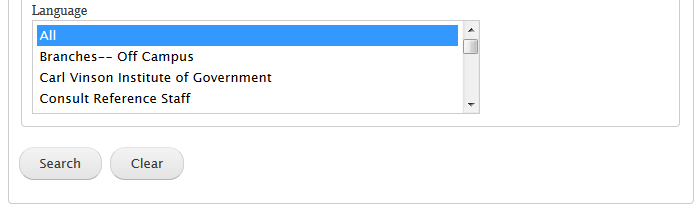 Language
All
Branches-- Off Campus
Carl Vinson Institute of Government
Consult Reference Staff
Search Clear